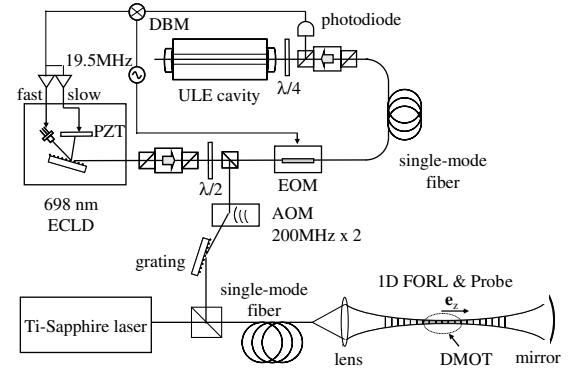 DBM
photodiode
19.5MHz
fast
slow
PZT
ULE cavity
λ/4
698 nm
ECLD
λ/2
EOM
single-mode
fiber
AOM
200MHz x 2
grating
single-mode
fiber
1D FORL & Probe
e_z
Ti-Sapphire laser
lens
DMOT
mirror